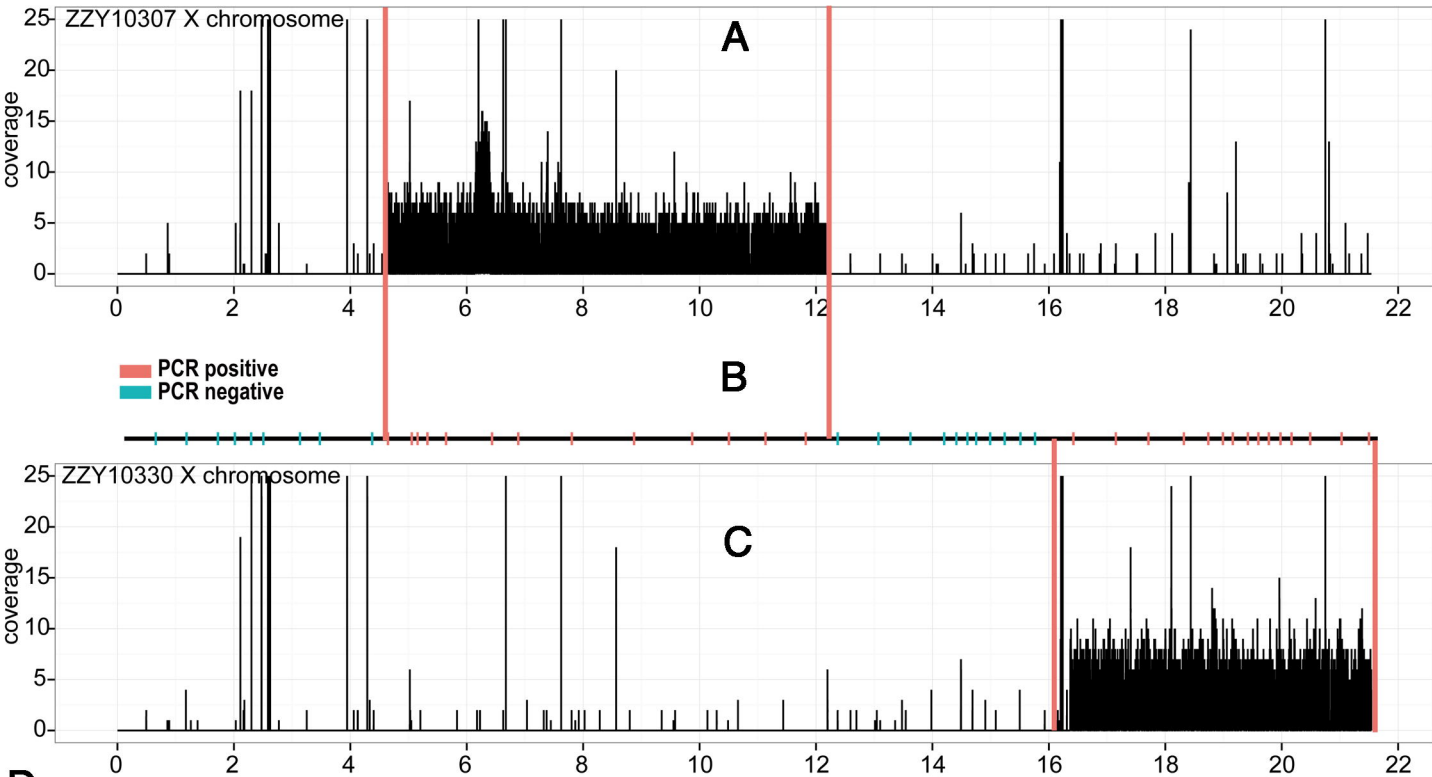 ZZY10307 X chromosome
A
coverage
25
20
15
10
5
0
0 2 4 6 8 10 12 14 16 18 20 22
PCR positive
PCR negative
B
ZZY10330 X chromosome
C
coverage
25
20
15
10
5
0
0 2 4 6 8 10 12 14 16 18 20 22